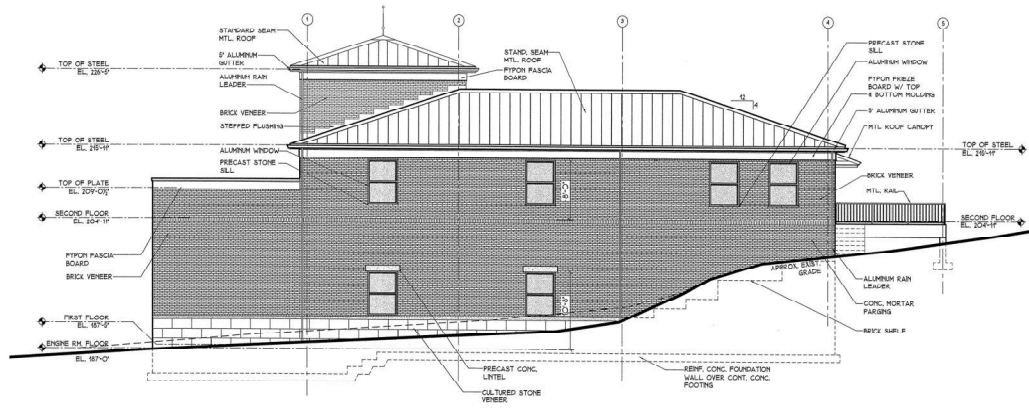 1
2
3
4
5
STANDARD SEAM
MTL. ROOF
5" ALUMINUM
GUTTER
TOP OF STEEL
EL. 226'-5"
ALUMINUM RAIN
LEADER
BRICK VENEER
STEPPED FLASHING
TOP OF STEEL
EL. 215'-11"
ALUMINUM WINDOW
PRECAST STONE
SILL
TOP OF PLATE
EL. 209'-0½"
SECOND FLOOR
EL. 204'-11"
FYPON FASCIA
BOARD
BRICK VENEER
FIRST FLOOR
ENGINE RM. FLOOR
EL. 187'-0"
STAND. SEAM
MTL. ROOF
FYPON FASCIA
BOARD
12
4
PRECAST STONE
SILL
ALUMINUM WINDOW
FYPON FRIEZE
BOARD W/ TOP
& BOTTOM MOLDING
5" ALUMINUM GUTTER
MTL ROOF CANOPY
TOP OF STEEL
EL. 215'-11"
BRICK VENEER
MTL. RAIL
SECOND FLOOR
EL. 204'-11"
APPROX. EXIST.
GRADE
ALUMINUM RAIN
LEADER
CONC. MORTAR
PARGING
BRICK SHELF
PRECAST CONC.
LINTEL
CULTURED STONE
VENEER
REINF. CONC. FOUNDATION
WALL OVER CONT. CONC.
FOOTING